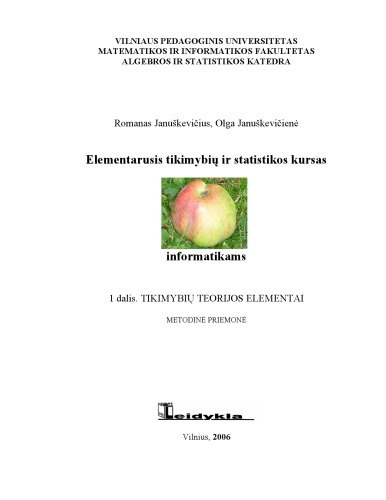 VILNIAUS PEDAGOGINIS UNIVERSITETAS
MATEMATIKOS IR INFORMATIKOS FAKULTETAS
ALGEBROS IR STATISTIKOS KATEDRA
Romanas Januškevičius, Olga Januškevičienė
Elementarusis tikimybių ir statistikos kursas
informatikams
1 dalis. TIKIMYBIŲ TEORIJOS ELEMENTAI
METODINĖ PRIEMONĖ
Leidykla
Vilnius, 2006